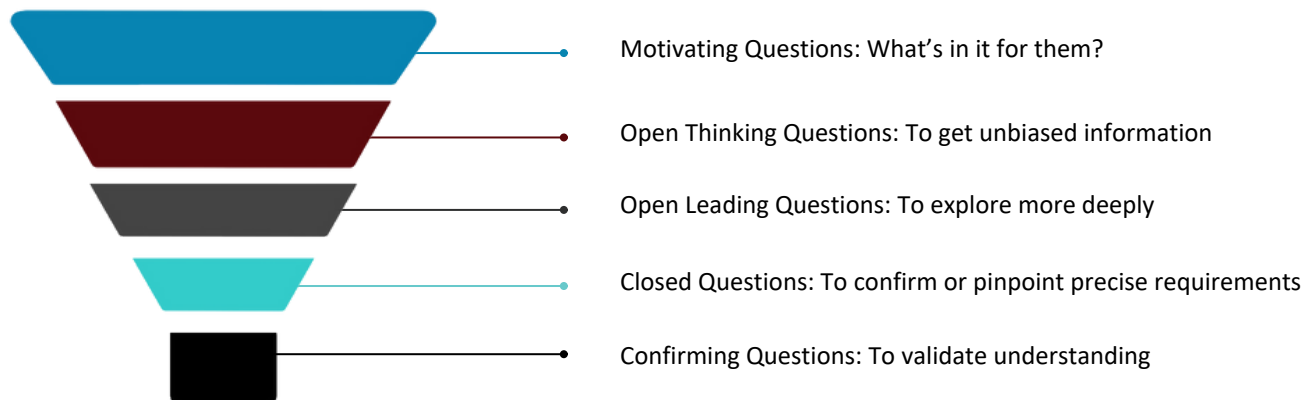 Motivating Questions: What’s in it for them?
Open Thinking Questions: To get unbiased information
Open Leading Questions: To explore more deeply
Closed Questions: To confirm or pinpoint precise requirements
Confirming Questions: To validate understanding